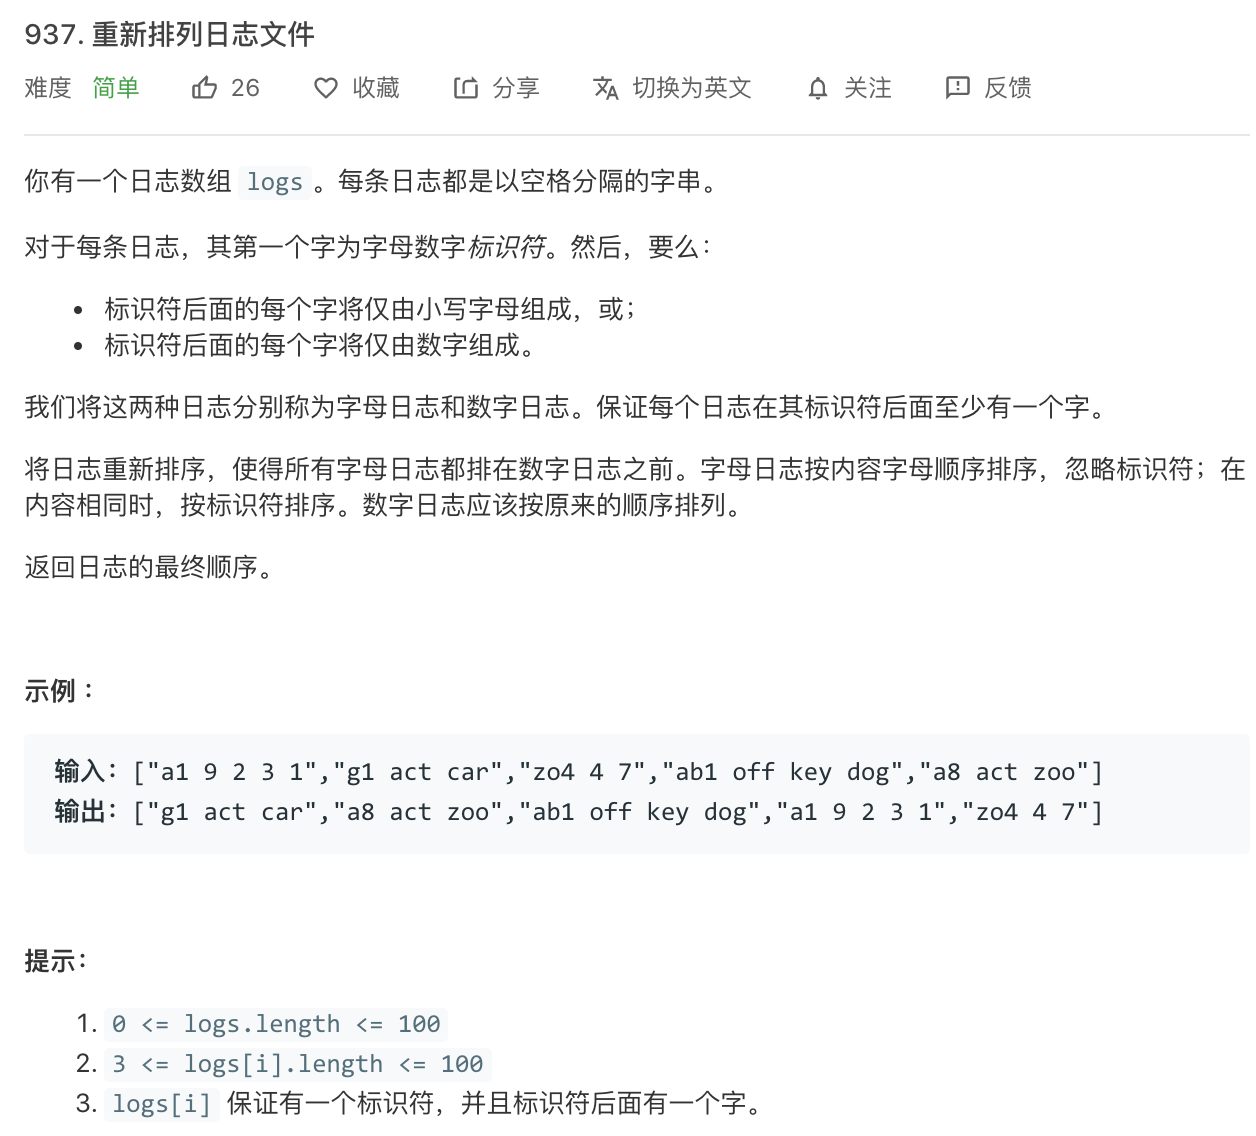 937. 重新排列日志文件
难度 简单 26 收藏 分享 切换为英文 关注 反馈
你有一个日志数组 logs 。每条日志都是以空格分隔的字串。
对于每条日志，其第一个字为字母数字标识符。然后，要么：
• 标识符后面的每个字将仅由小写字母组成，或；
• 标识符后面的每个字将仅由数字组成。
我们将这两种日志分别称为字母日志和数字日志。保证每个日志在其标识符后面至少有一个字。
将日志重新排序，使得所有字母日志都排在数字日志之前。字母日志按内容字母顺序排序，忽略标识符；在
内容相同时，按标识符排序。数字日志应该按原来的顺序排列。
返回日志的最终顺序。
示例 ：
输入：["a1 9 2 3 1","g1 act car","zo4 4 7","ab1 off key dog","a8 act zoo"]
输出：["g1 act car","a8 act zoo","ab1 off key dog","a1 9 2 3 1","zo4 4 7"]
提示：
1. 0 <= logs.length <= 100
2. 3 <= logs[i].length <= 100
3. logs[i] 保证有一个标识符，并且标识符后面有一个字。